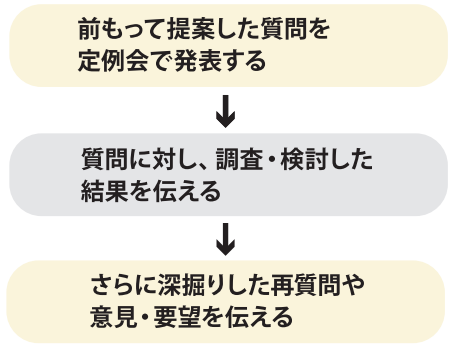 前もって提案した質問を
定例会で発表する
質問に対し、調査・検討した
結果を伝える
さらに深掘りした再質問や
意見・要望を伝える